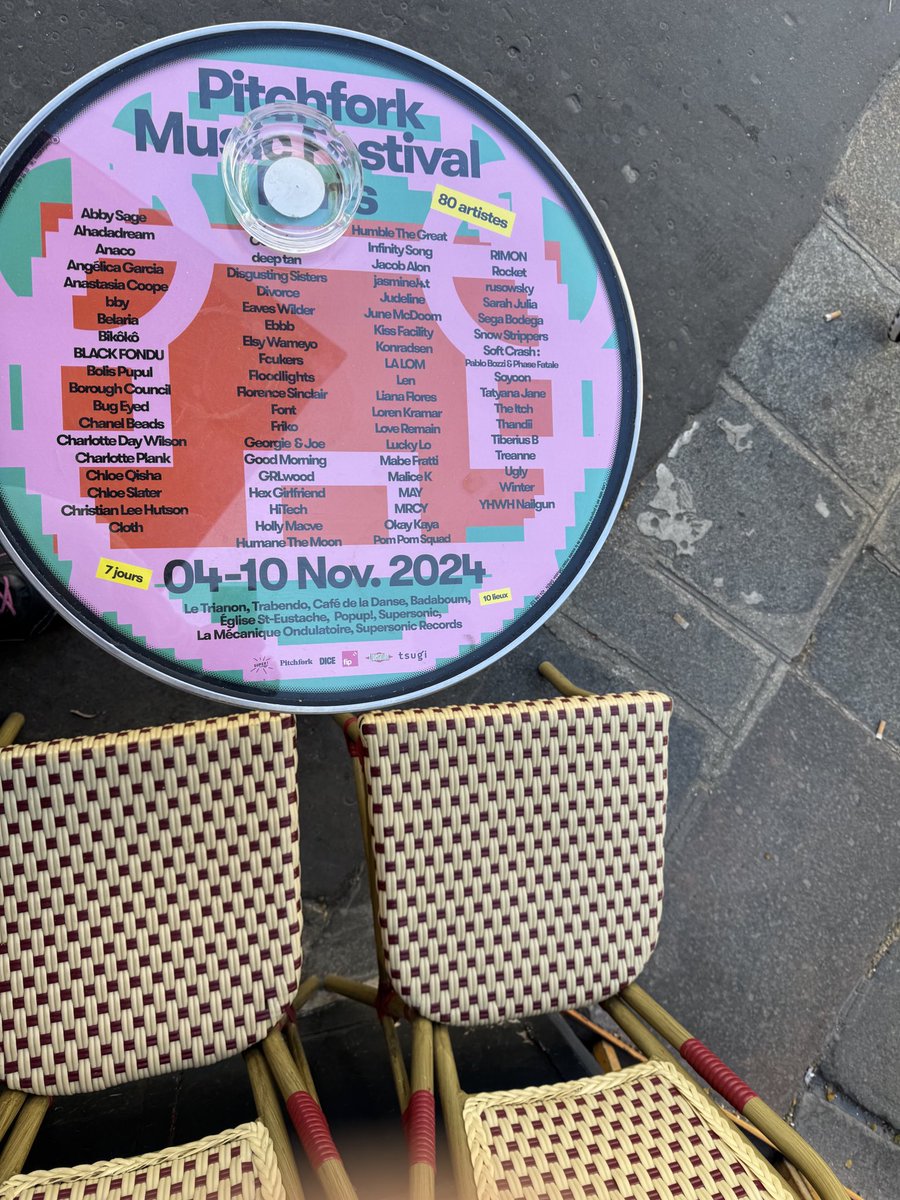 Pitchfork
Music Festival
80 artistes
Abby Sage
Ahadadream
Anaco
Angélica Garcia
Anastasia Coope
bby
Belaria
Bikôkô
BLACK FONDU
Bolis Pupul
Borough Council
Bug Eyed
Chanel Beads
Charlotte Day Wilson
Charlotte Plank
Chloe Qisha
Chloe Slater
Christian Lee Hutson
Cloth
deep tan
Disgusting Sisters
Divorce
Eaves Wilder
Ebbb
Elsy Wameyo
Fcukers
Floodlights
Florence Sinclair
Font
Friko
Georgie & Joe
Good Morning
GRLwood
Hex Girlfriend
HiTech
Holly Macve
Humane The Moon
Humble The Great
Infinity Song
Jacob Alon
jasmine.4.t
Judeline
June McDoom
Kiss Facility
Konradsen
LA LOM
Len
Liana Flores
Loren Kramar
Love Remain
Lucky Lo
Mabe Fratti
Malice K
MAY
MRCY
Okay Kaya
Pom Pom Squad
RIMON
Rocket
rusowsky
Sarah Julia
Sega Bodega
Snow Strippers
Soft Crash :
Pablo Bozzi & Phase Fatale
Soyoon
Tatyana Jane
The Itch
Thandii
Tiberius B
Treanne
Ugly
Winter
YHWH Nailgun
7 jours
04-10 Nov. 2024
10 lieux
Le Trianon, Trabendo, Café de la Danse, Badaboum,
Église St-Eustache, Popup!, Supersonic,
La Mécanique Ondulatoire, Supersonic Records
Pitchfork DICE fip tsugi